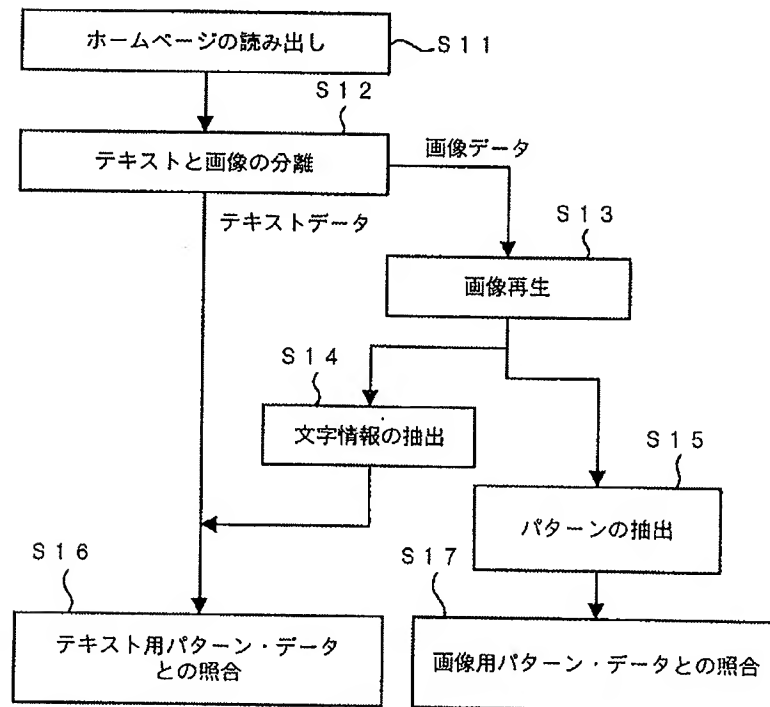 ホームページの読み出し
S11
S12
テキストと画像の分離
画像データ
テキストデータ
S13
画像再生
S14
文字情報の抽出
S15
パターンの抽出
S16
S17
テキスト用パターン・データ
との照合
画像用パターン・データとの照合